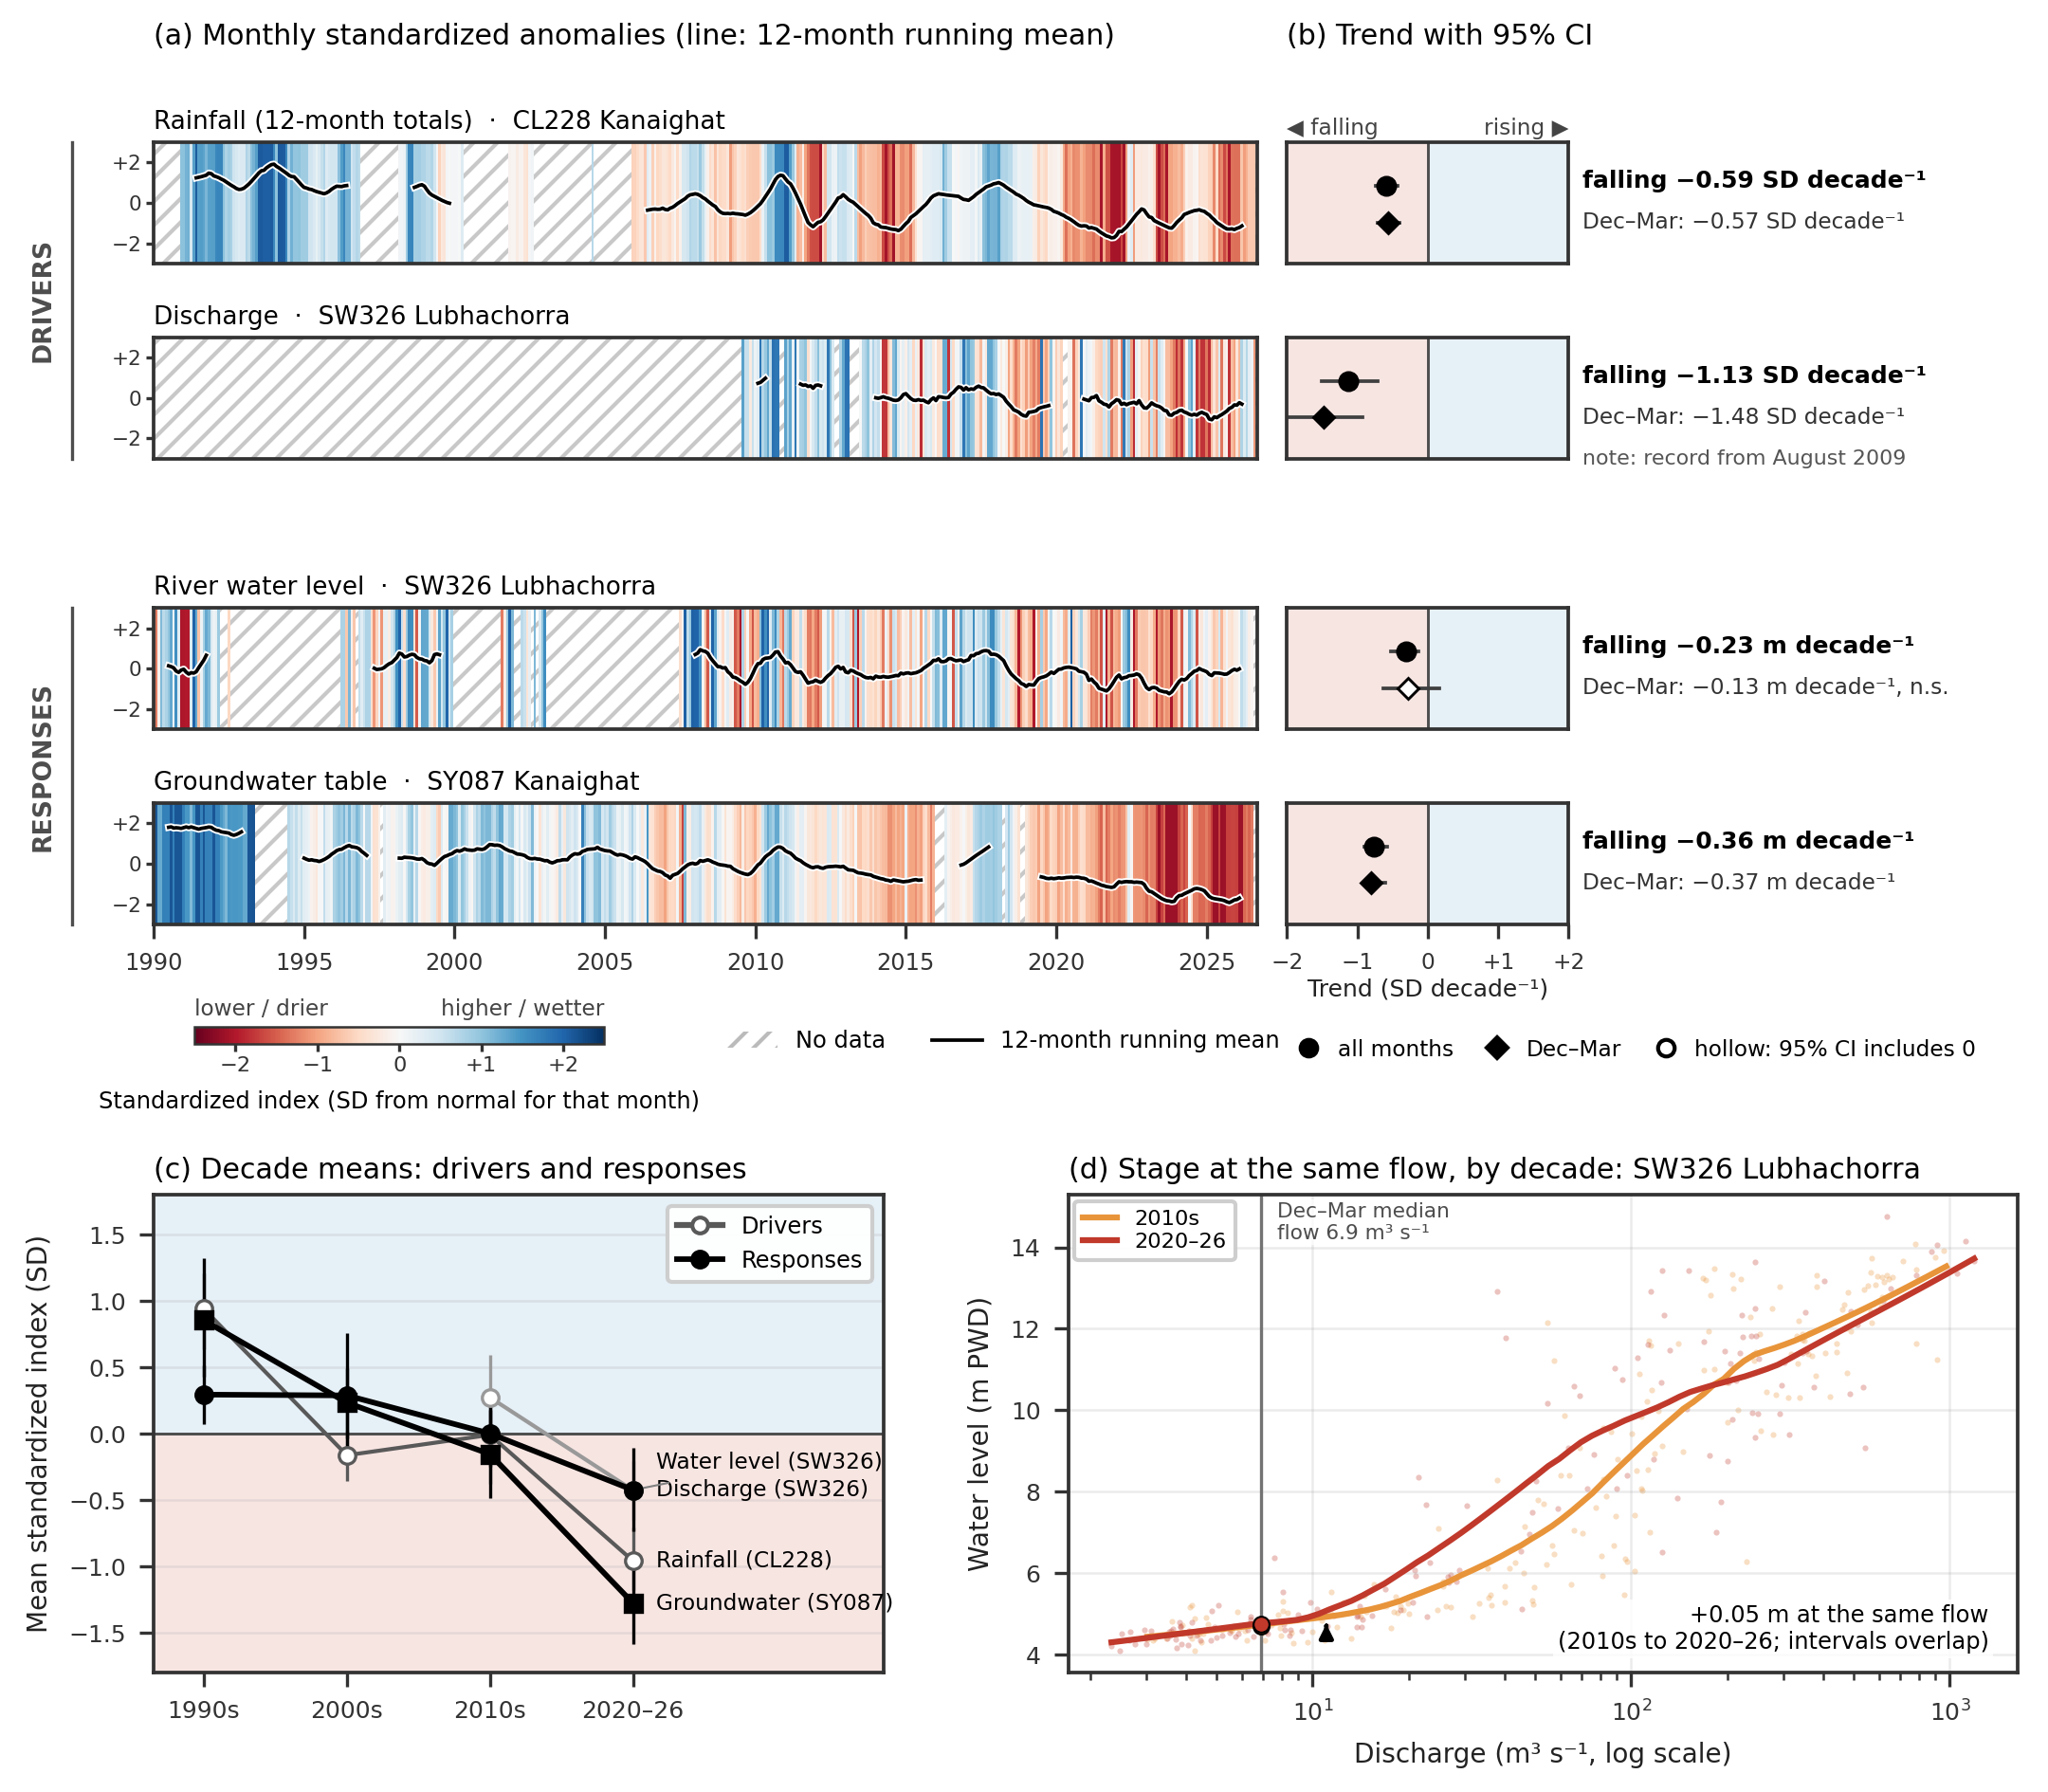 (a) Monthly standardized anomalies (line: 12-month running mean)
(b) Trend with 95% CI
DRIVERS
Rainfall (12-month totals) · CL228 Kanaighat
+2
0
−2
◀ falling
rising ▶
falling −0.59 SD decade⁻¹
Dec–Mar: −0.57 SD decade⁻¹
Discharge · SW326 Lubhachorra
+2
0
−2
falling −1.13 SD decade⁻¹
Dec–Mar: −1.48 SD decade⁻¹
note: record from August 2009
RESPONSES
River water level · SW326 Lubhachorra
+2
0
−2
falling −0.23 m decade⁻¹
Dec–Mar: −0.13 m decade⁻¹, n.s.
Groundwater table · SY087 Kanaighat
+2
0
−2
falling −0.36 m decade⁻¹
Dec–Mar: −0.37 m decade⁻¹
1990 1995 2000 2005 2010 2015 2020 2025
−2 −1 0 +1 +2
Trend (SD decade⁻¹)
lower / drier
higher / wetter
−2 −1 0 +1 +2
Standardized index (SD from normal for that month)
No data
12-month running mean
all months
Dec–Mar
hollow: 95% CI includes 0
(c) Decade means: drivers and responses
Mean standardized index (SD)
1.5
1.0
0.5
0.0
−0.5
−1.0
−1.5
Drivers
Responses
Water level (SW326)
Discharge (SW326)
Rainfall (CL228)
Groundwater (SY087)
1990s 2000s 2010s 2020–26
(d) Stage at the same flow, by decade: SW326 Lubhachorra
Water level (m PWD)
14
12
10
8
6
4
2010s
2020–26
Dec–Mar median
flow 6.9 m³ s⁻¹
+0.05 m at the same flow
(2010s to 2020–26; intervals overlap)
10¹ 10² 10³
Discharge (m³ s⁻¹, log scale)